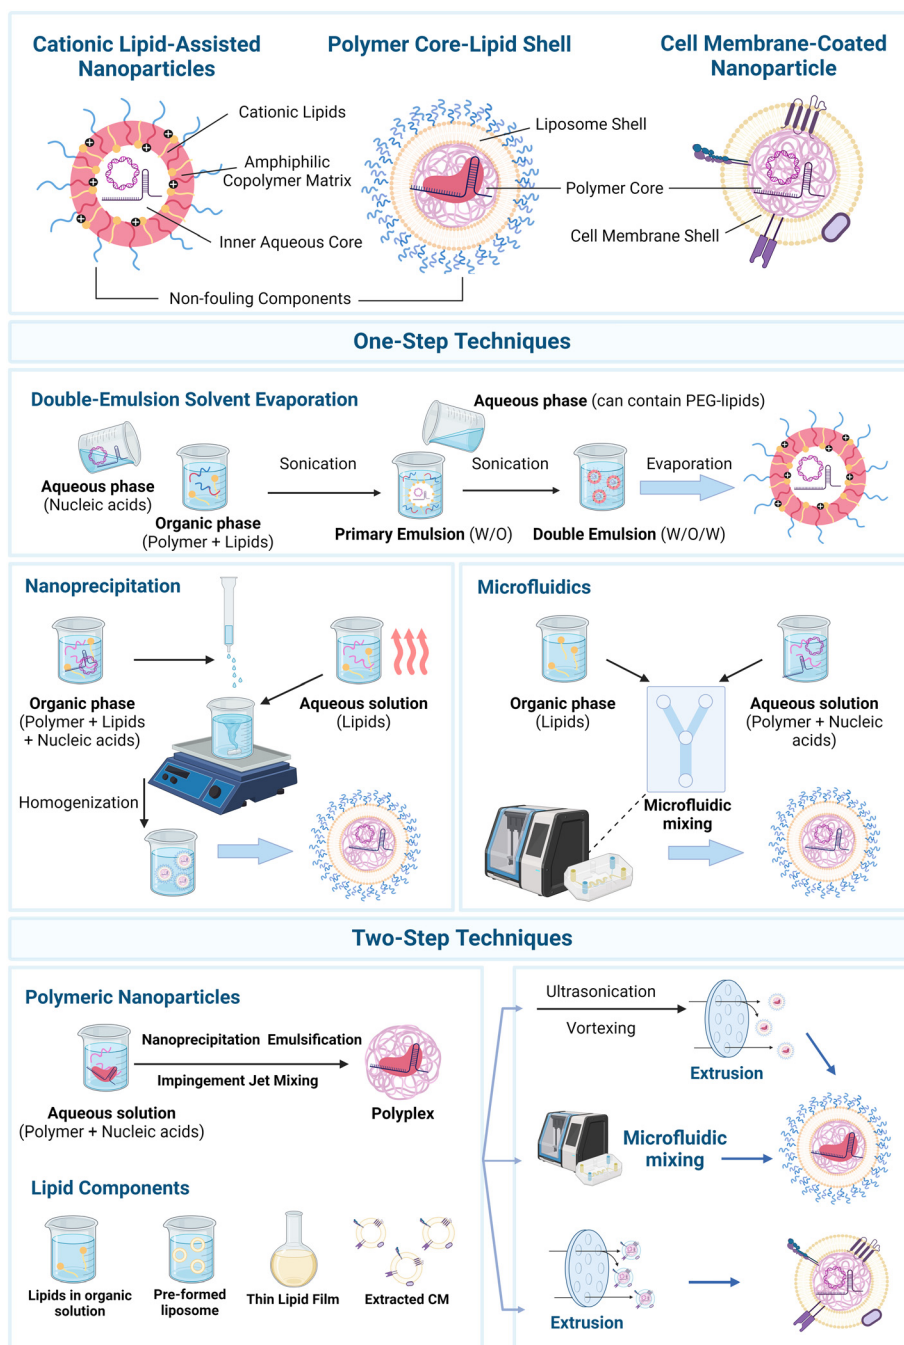 Cationic Lipid-Assisted
Nanoparticles
Polymer Core-Lipid Shell
Cell Membrane-Coated
Nanoparticle
Cationic Lipids
Amphiphilic
Copolymer Matrix
Inner Aqueous Core
Liposome Shell
Polymer Core
Cell Membrane Shell
Non-fouling Components
One-Step Techniques
Double-Emulsion Solvent Evaporation
Aqueous phase (can contain PEG-lipids)
Aqueous phase
(Nucleic acids)
Organic phase
(Polymer + Lipids)
Sonication
Primary Emulsion (W/O)
Sonication
Double Emulsion (W/O/W)
Evaporation
Nanoprecipitation
Organic phase
(Polymer + Lipids
+ Nucleic acids)
Aqueous solution
(Lipids)
Homogenization
Microfluidics
Organic phase
(Lipids)
Aqueous solution
(Polymer + Nucleic
acids)
Microfluidic
mixing
Two-Step Techniques
Polymeric Nanoparticles
Nanoprecipitation Emulsification
Impingement Jet Mixing
Aqueous solution
(Polymer + Nucleic acids)
Polyplex
Lipid Components
Lipids in organic
solution
Pre-formed
liposome
Thin Lipid Film
Extracted CM
Ultrasonication
Vortexing
Extrusion
Microfluidic
mixing
Extrusion